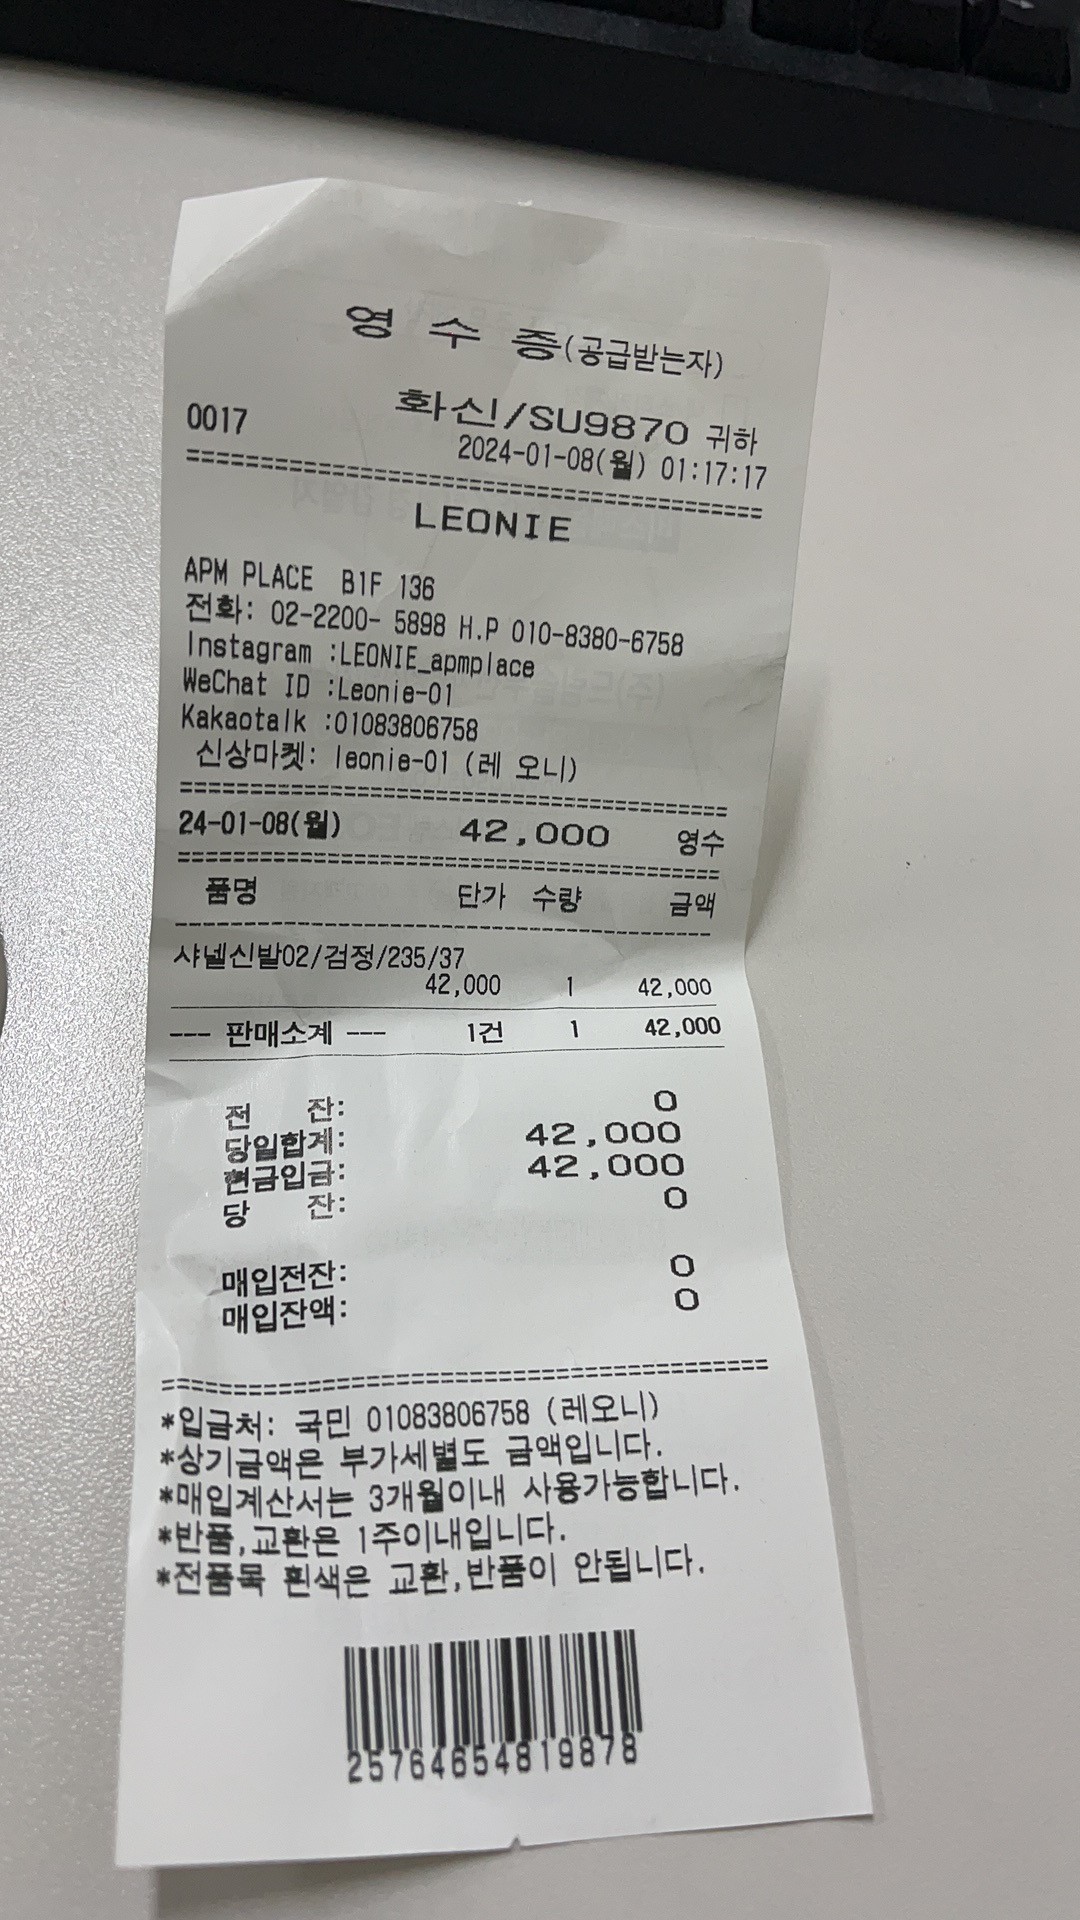 영 수 증(공급받는자)
0017 화신/SU9870 귀하
2024-01-08(월) 01:17:17
==========================================
LEONIE
APM PLACE B1F 136
전화: 02-2200- 5898 H.P 010-8380-6758
Instagram :LEONIE_apmplace
WeChat ID :Leonie-01
Kakaotalk :01083806758
신상마켓: leonie-01 (레 오니)
==========================================
24-01-08(월) 42,000 영수
==========================================
품명 단가 수량 금액
------------------------------------------
샤넬신발02/검정/235/37
42,000 1 42,000
--- 판매소계 --- 1건 1 42,000
전 잔: 0
당일합계: 42,000
현금입금: 42,000
당 잔: 0
매입전잔: 0
매입잔액: 0
==========================================
*입금처: 국민 01083806758 (레오니)
*상기금액은 부가세별도 금액입니다.
*매입계산서는 3개월이내 사용가능합니다.
*반품,교환은 1주이내입니다.
*전품목 흰색은 교환,반품이 안됩니다.
25764654819878